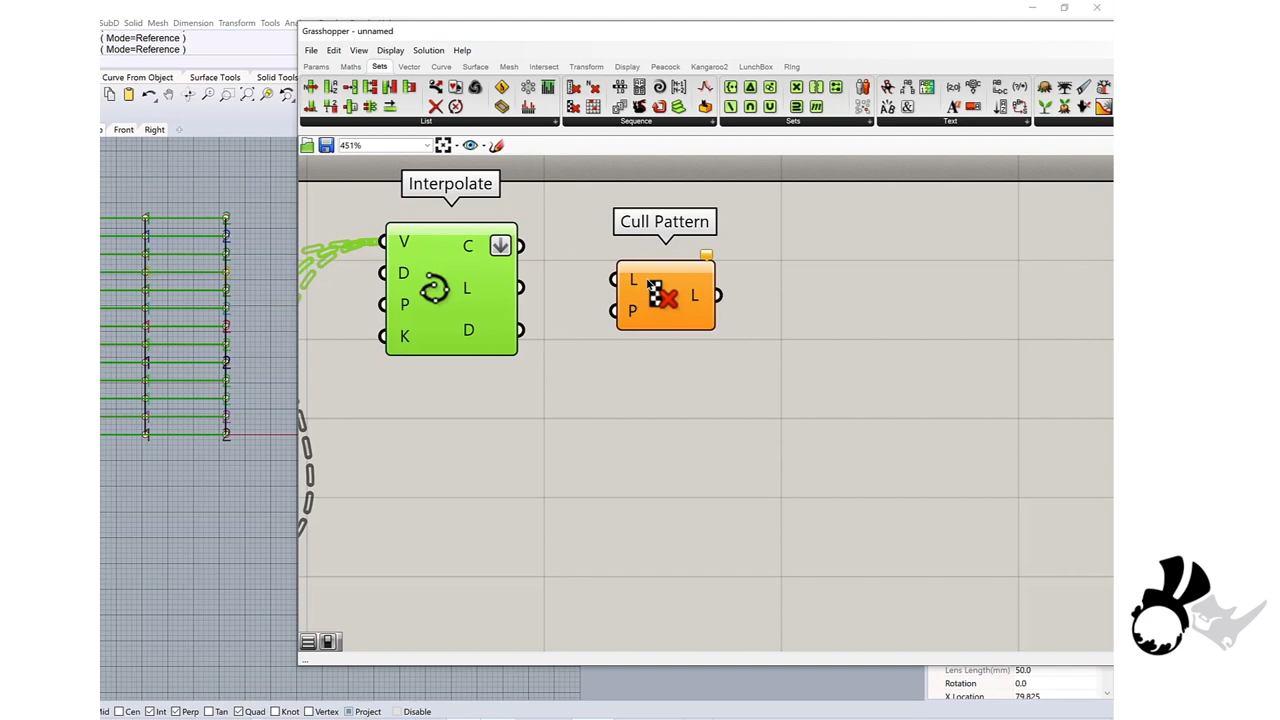 SubD Solid Mesh Dimension Transform Tools
( Mode=Reference )
( Mode=Reference )
Curve From Object Surface Tools Solid Tools
Front Right
Grasshopper - unnamed
File Edit View Display Solution Help
Params Maths Sets Vector Curve Surface Mesh Intersect Transform Display Peacock Kangaroo2 LunchBox Ring
List Sequence Sets Text
451%
Interpolate
V C
D L
P
K D
Cull Pattern
L
P L
...
Lens Length(mm) 50.0
Rotation 0.0
X Location 79.825
Cen Int Perp Tan Quad Knot Vertex Project Disable